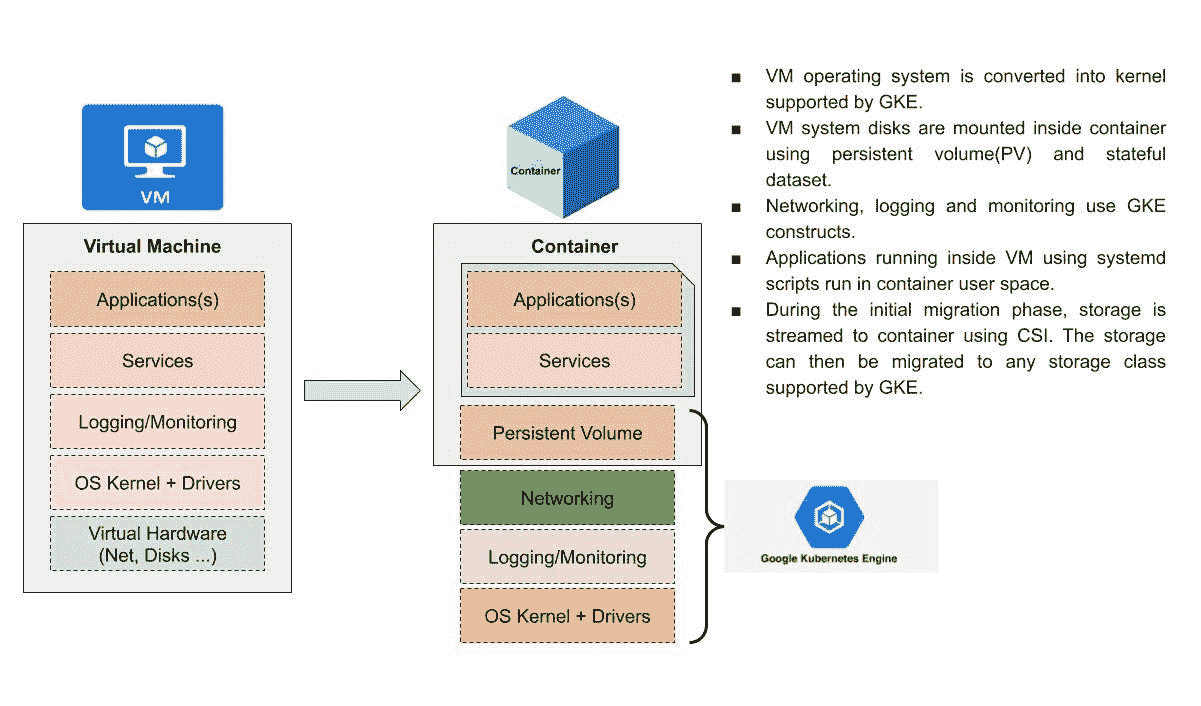 VM
Virtual Machine
Applications(s)
Services
Logging/Monitoring
OS Kernel + Drivers
Virtual Hardware
(Net, Disks ...)
Container
Container
Applications(s)
Services
Persistent Volume
Networking
Logging/Monitoring
OS Kernel + Drivers
Google Kubernetes Engine
■ VM operating system is converted into kernel
supported by GKE.
■ VM system disks are mounted inside container
using persistent volume(PV) and stateful
dataset.
■ Networking, logging and monitoring use GKE
constructs.
■ Applications running inside VM using systemd
scripts run in container user space.
■ During the initial migration phase, storage is
streamed to container using CSI. The storage
can then be migrated to any storage class
supported by GKE.